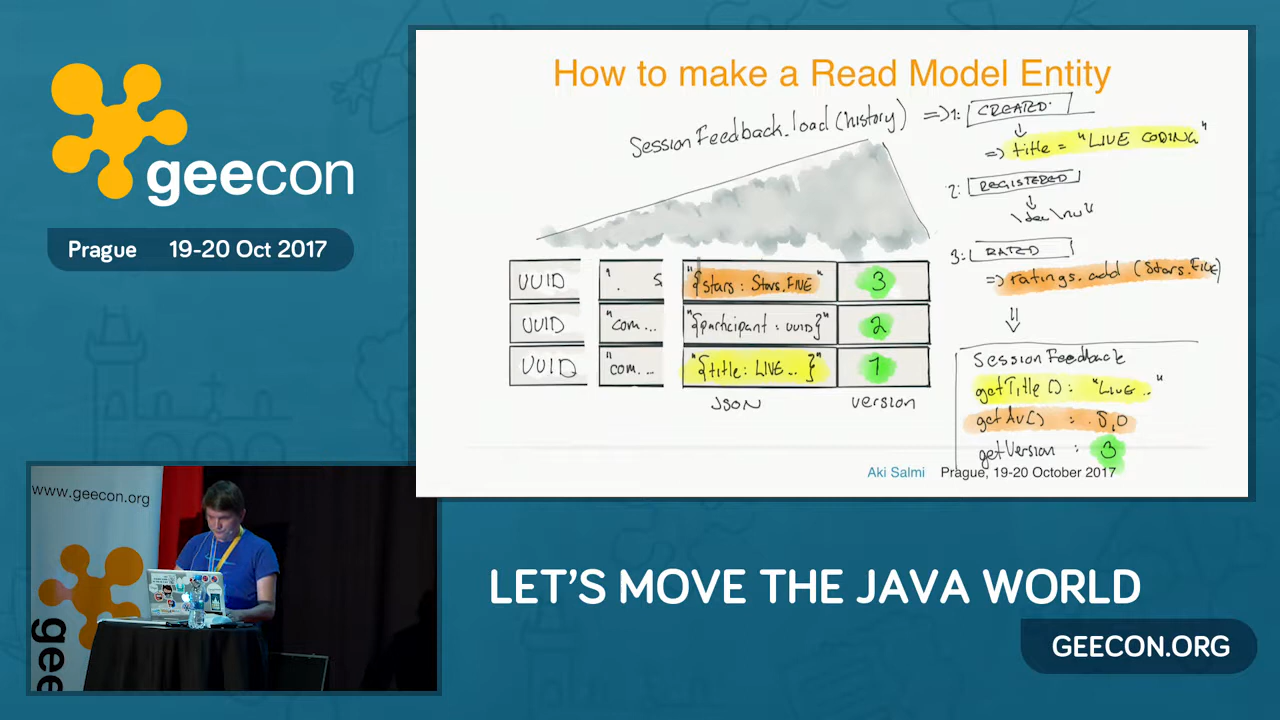 geecon
Prague 19-20 Oct 2017
How to make a Read Model Entity
SessionFeedback.load(history)
=> 1: CREATED
=> title = "LIVE CODING"
2: REGISTERED
\dev\null
3: RATED
=> ratings.add (Stars.FIVE)
UUID "{stars : Stars.FIVE" 3
UUID "com... "{participant : UUID}" 2
UUID "com... "{title: LIVE... }" 1
JSON version
SessionFeedback
getTitle(): "LIVE.."
getAv() : 5,0
getVersion : 3
Aki Salmi Prague, 19-20 October 2017
www.geecon.org
gee
LET'S MOVE THE JAVA WORLD
GEECON.ORG